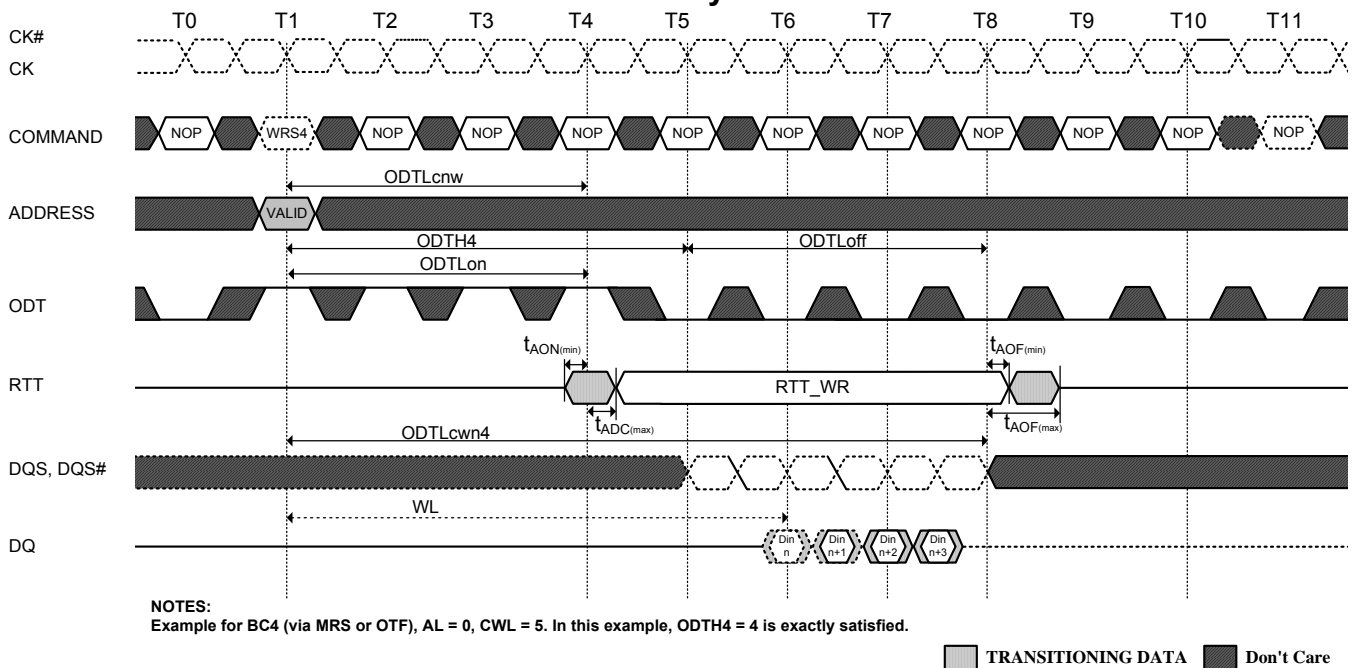 y
T0 T1 T2 T3 T4 T5 T6 T7 T8 T9 T10 T11
CK#
CK
COMMAND NOP WRS4 NOP NOP NOP NOP NOP NOP NOP NOP NOP NOP
ODTLcnw
ADDRESS VALID
ODTH4 ODTLoff
ODTLon
ODT
tAON(min) tAOF(min)
RTT RTT_WR
tADC(max) tAOF(max)
ODTLcwn4
DQS, DQS#
WL
DQ Din n Din n+1 Din n+2 Din n+3
NOTES:
Example for BC4 (via MRS or OTF), AL = 0, CWL = 5. In this example, ODTH4 = 4 is exactly satisfied.
TRANSITIONING DATA Don't Care